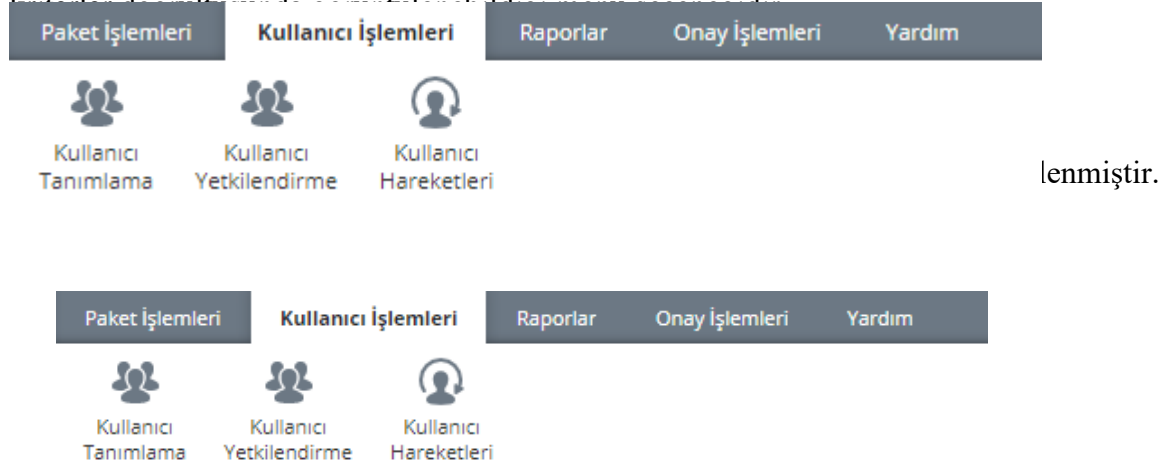 Paket İşlemleri Kullanıcı İşlemleri Raporlar Onay İşlemleri Yardım
Kullanıcı Kullanıcı Kullanıcı
Tanımlama Yetkilendirme Hareketleri
lenmiştir.
Paket İşlemleri Kullanıcı İşlemleri Raporlar Onay İşlemleri Yardım
Kullanıcı Kullanıcı Kullanıcı
Tanımlama Yetkilendirme Hareketleri